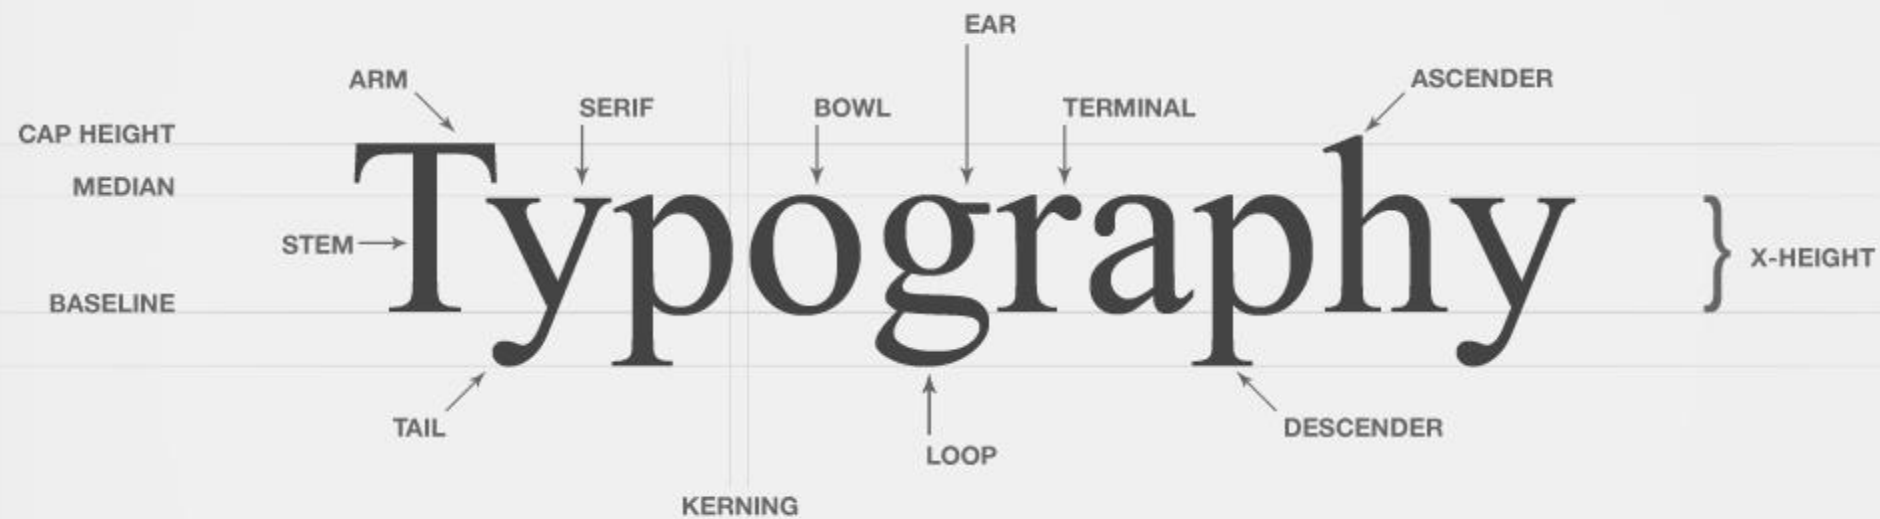 EAR
ARM
ASCENDER
SERIF
BOWL
TERMINAL
CAP HEIGHT
MEDIAN
Typography
STEM
X-HEIGHT
BASELINE
TAIL
DESCENDER
LOOP
KERNING